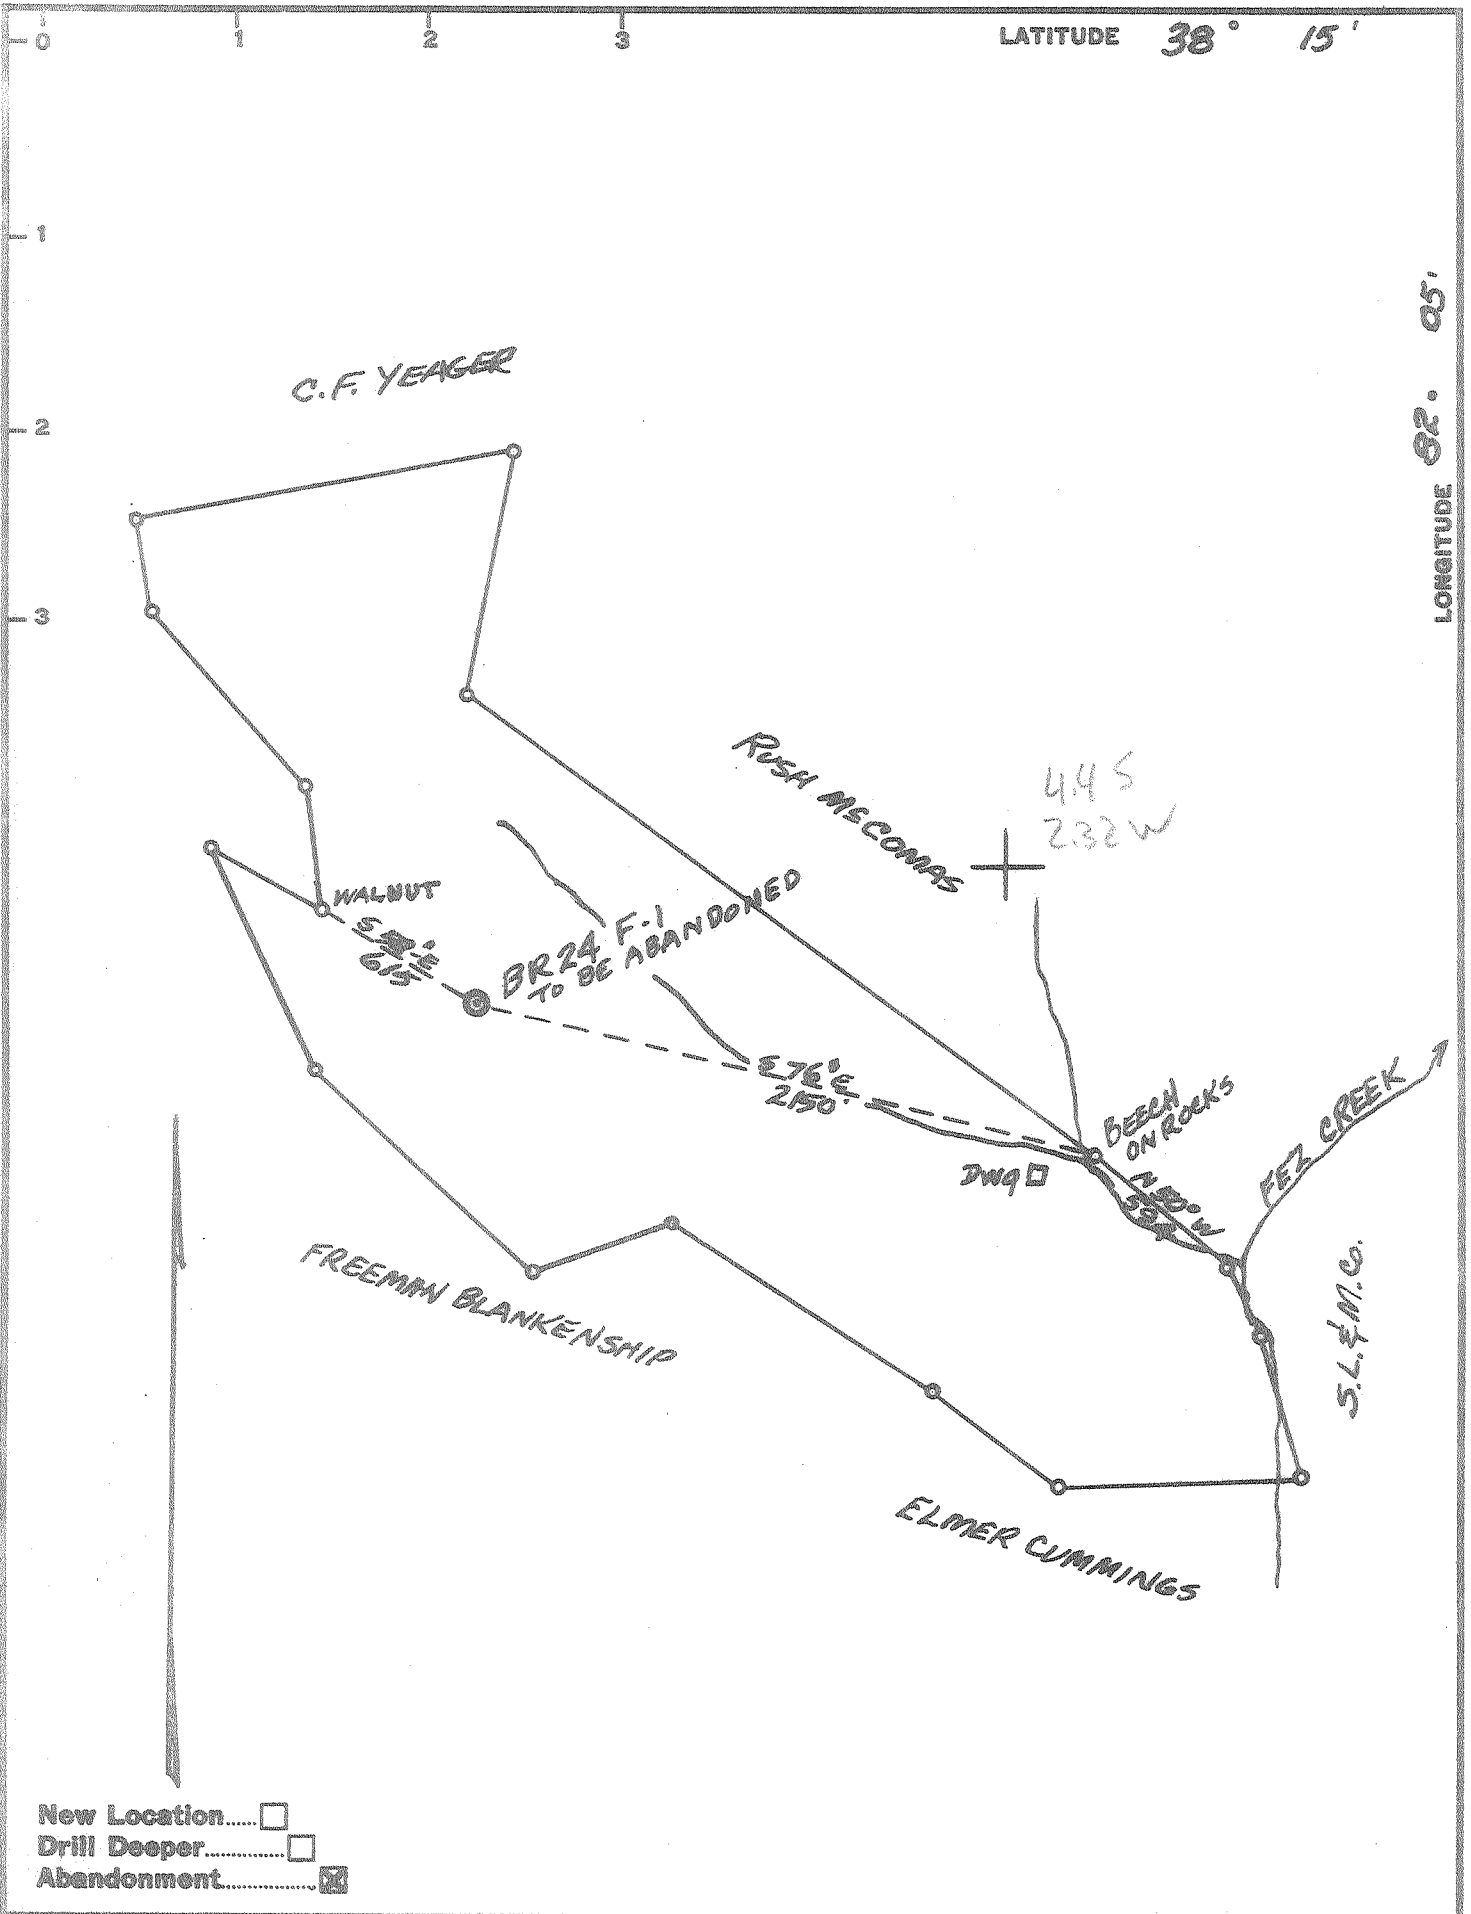 0 1 2 3
LATITUDE 38° 15'
1
2
3
LONGITUDE 82° 05'
C.F. YEAGER
RUSH McCOMAS
4.4 S
2.32 W
WALNUT
615
BR24 F-1
TO BE ABANDONED
S 76° E
2150'
BEECH
ON ROCKS
N 50° W
DWG
FEZ CREEK
S.L. & M. Co.
FREEMAN BLANKENSHIP
ELMER CUMMINGS
New Location.....
Drill Deeper.............
Abandonment...............